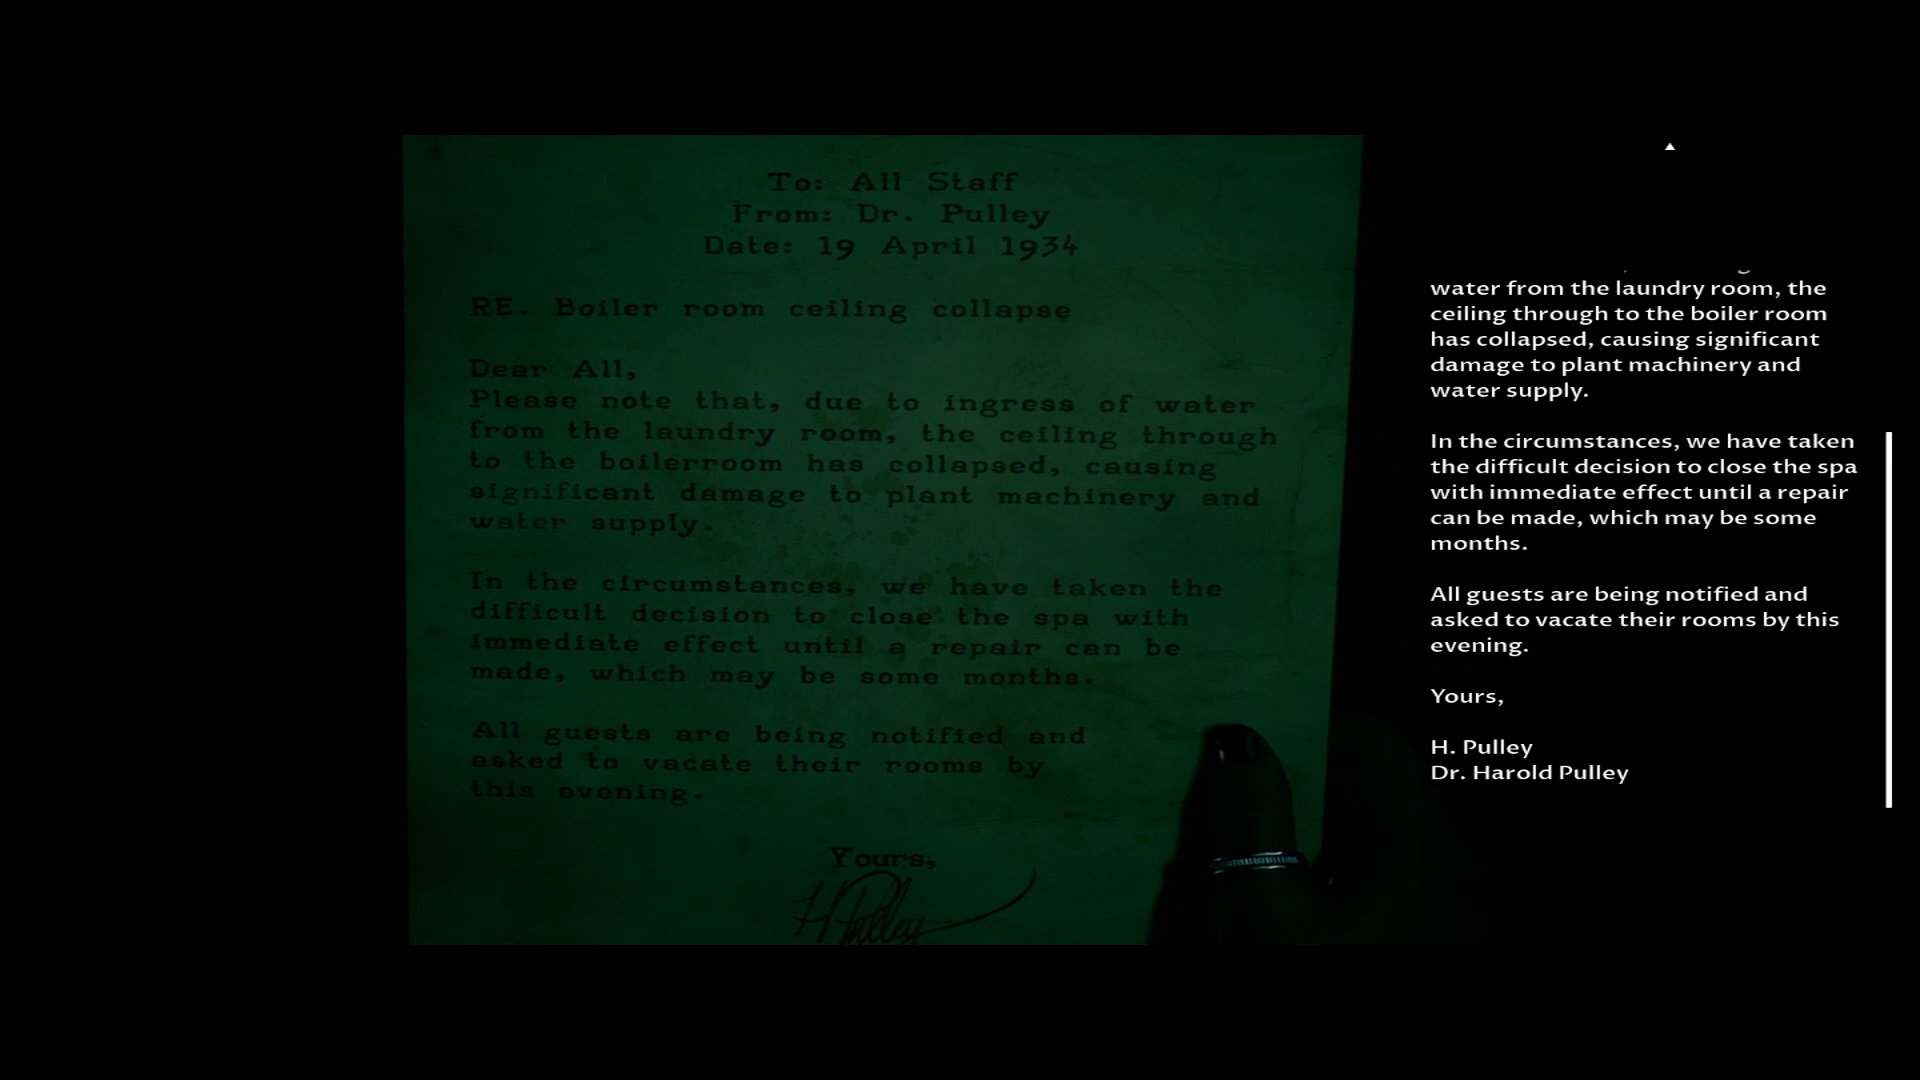 To: All Staff
From: Dr. Pulley
Date: 19 April 1934
RE. Boiler room ceiling collapse
Dear All,
Please note that, due to ingress of water
from the laundry room, the ceiling through
to the boilerroom has collapsed, causing
significant damage to plant machinery and
water supply.
In the circumstances, we have taken the
difficult decision to close the spa with
immediate effect until a repair can be
made, which may be some months.
All guests are being notified and
asked to vacate their rooms by
this evening.
Yours,
H Pulley
water from the laundry room, the
ceiling through to the boiler room
has collapsed, causing significant
damage to plant machinery and
water supply.
In the circumstances, we have taken
the difficult decision to close the spa
with immediate effect until a repair
can be made, which may be some
months.
All guests are being notified and
asked to vacate their rooms by this
evening.
Yours,
H. Pulley
Dr. Harold Pulley